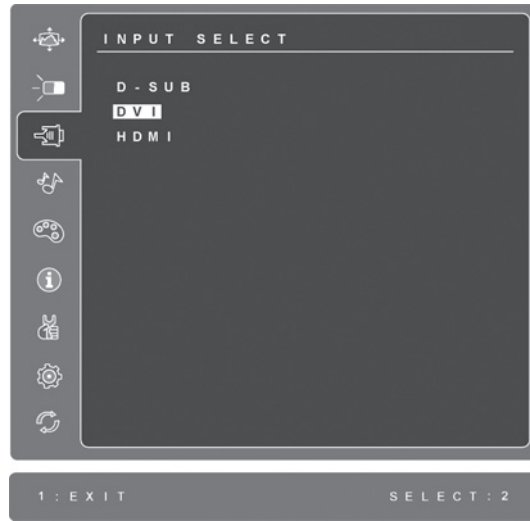 INPUT SELECT
D-SUB
DVI
HDMI
1:EXIT
SELECT:2